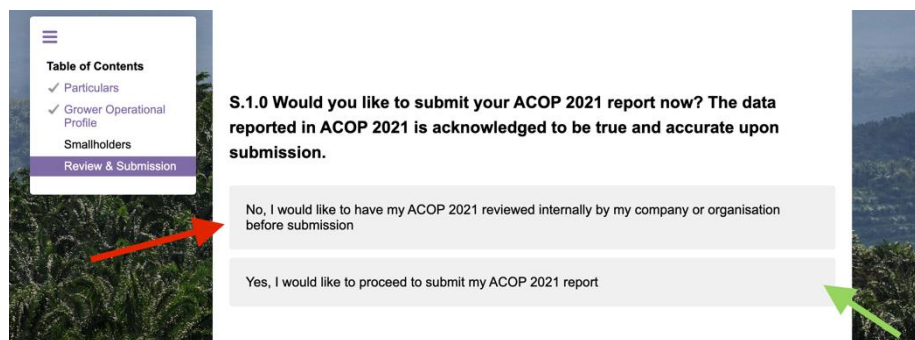 Table of Contents
✓ Particulars
✓ Grower Operational
Profile
Smallholders
Review & Submission
S.1.0 Would you like to submit your ACOP 2021 report now? The data
reported in ACOP 2021 is acknowledged to be true and accurate upon
submission.
No, I would like to have my ACOP 2021 reviewed internally by my company or organisation
before submission
Yes, I would like to proceed to submit my ACOP 2021 report